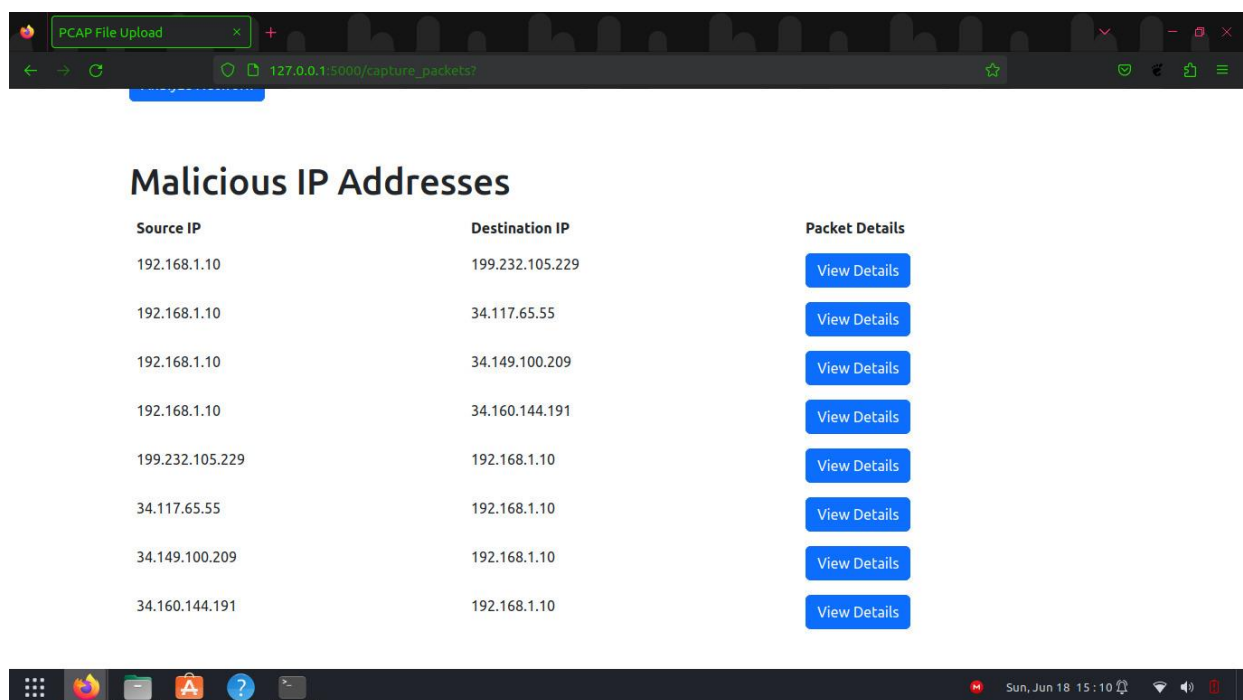 PCAP File Upload
127.0.0.1:5000/capture_packets?
Malicious IP Addresses
Source IP Destination IP Packet Details
192.168.1.10 199.232.105.229 View Details
192.168.1.10 34.117.65.55 View Details
192.168.1.10 34.149.100.209 View Details
192.168.1.10 34.160.144.191 View Details
199.232.105.229 192.168.1.10 View Details
34.117.65.55 192.168.1.10 View Details
34.149.100.209 192.168.1.10 View Details
34.160.144.191 192.168.1.10 View Details
M Sun, Jun 18 15:10